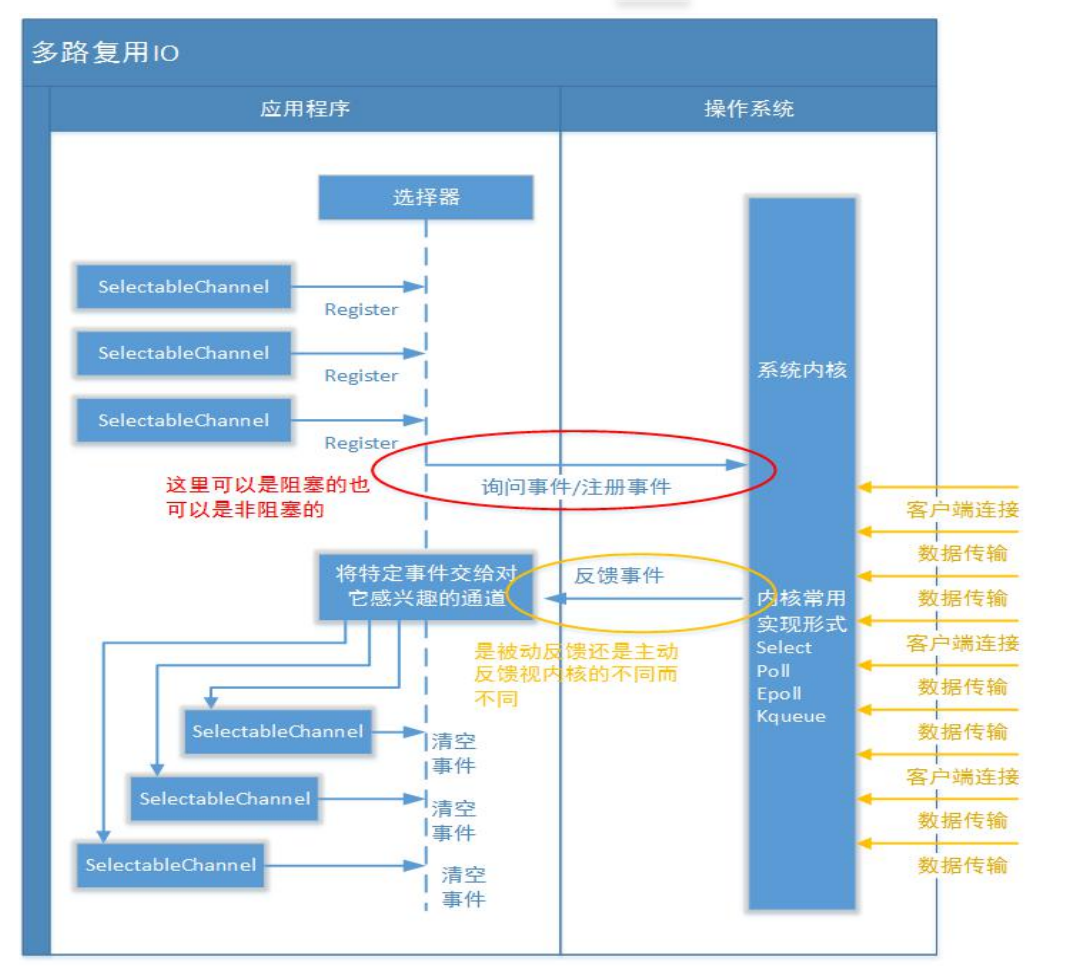 多路复用IO
应用程序
操作系统
选择器
SelectableChannel
Register
SelectableChannel
Register
SelectableChannel
Register
系统内核
这里可以是阻塞的也
可以是非阻塞的
询问事件/注册事件
将特定事件交给对
它感兴趣的通道
反馈事件
是被动反馈还是主动
反馈视内核的不同而
不同
内核常用
实现形式
Select
Poll
Epoll
Kqueue
客户端连接
数据传输
数据传输
客户端连接
数据传输
数据传输
客户端连接
数据传输
数据传输
SelectableChannel
清空
事件
SelectableChannel
清空
事件
SelectableChannel
清空
事件